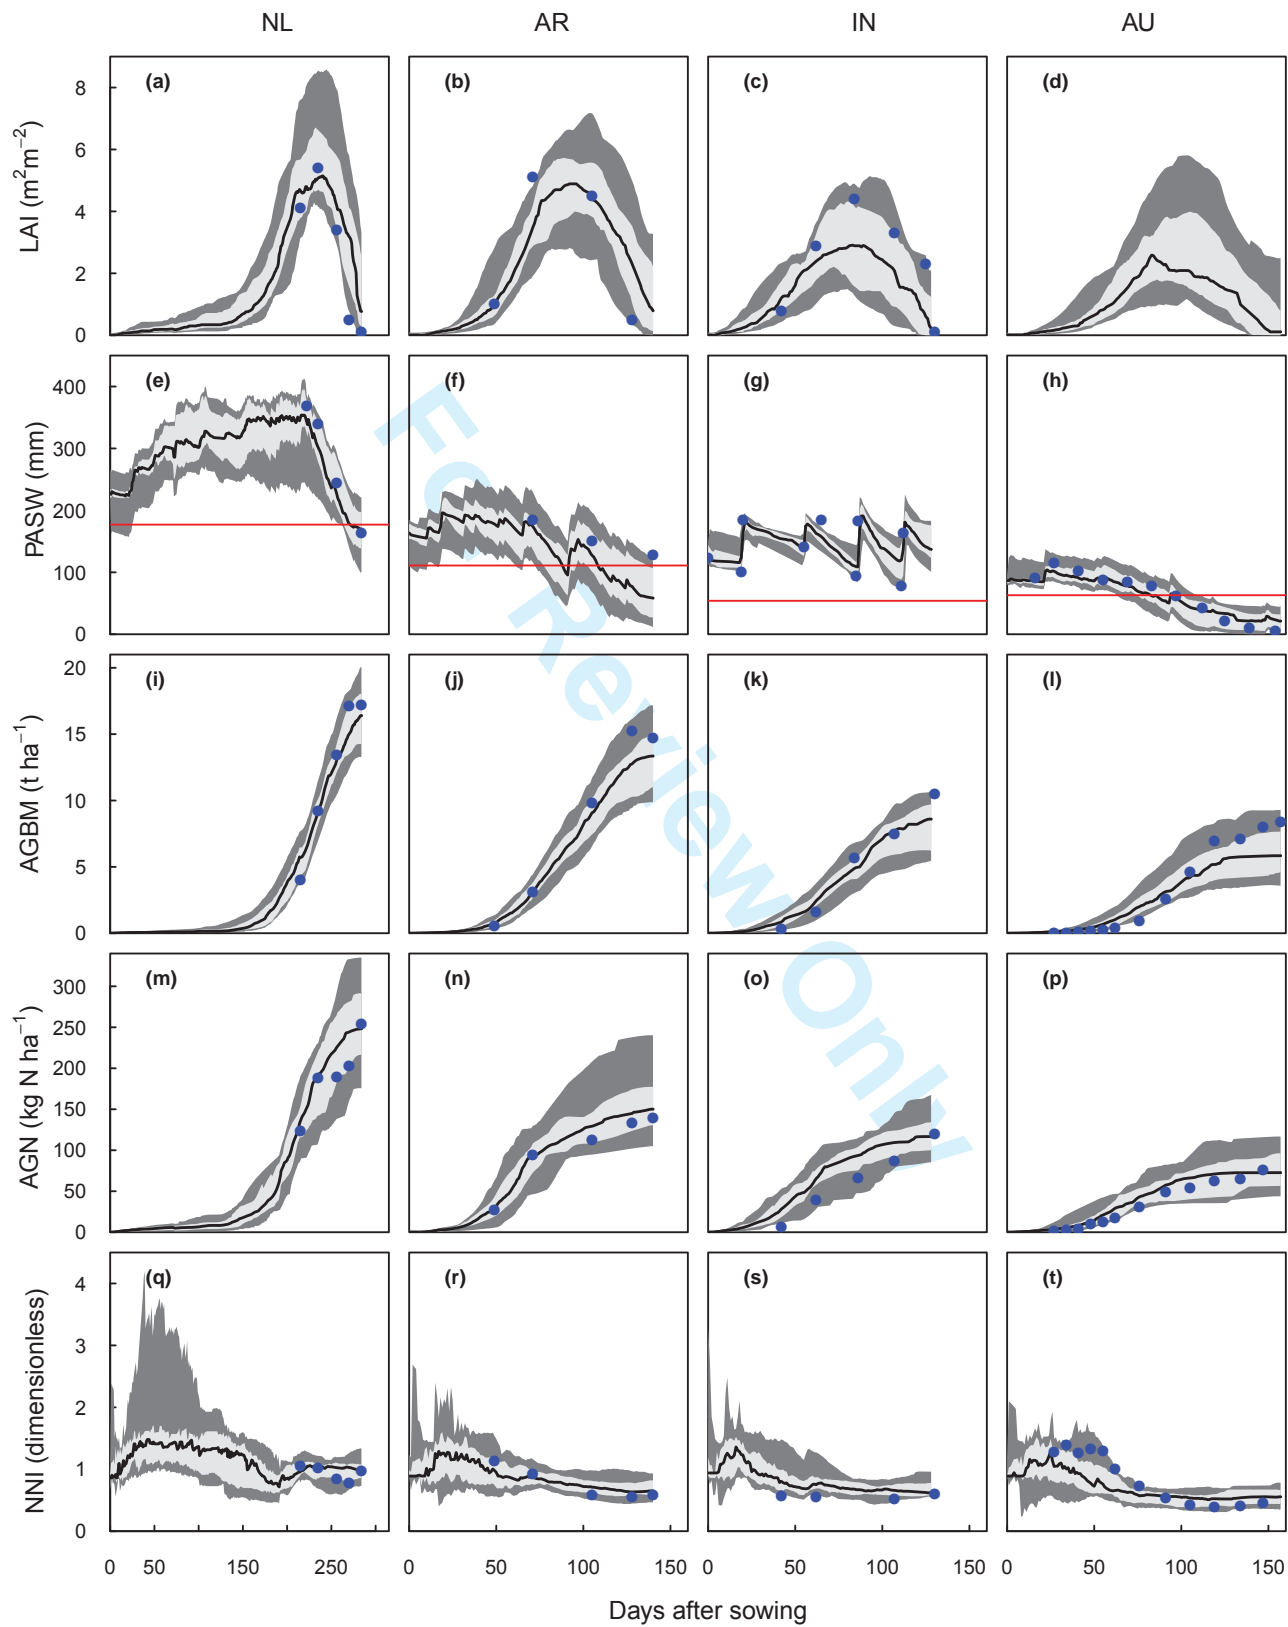 NL AR IN AU
LAI (m² m⁻²)
8
6
4
2
0
(a) (b) (c) (d)
PASW (mm)
400
300
200
100
0
(e) (f) (g) (h)
AGBM (t ha⁻¹)
20
15
10
5
0
(i) (j) (k) (l)
AGN (kg N ha⁻¹)
300
250
200
150
100
50
0
(m) (n) (o) (p)
NNI (dimensionless)
4
3
2
1
0
(q) (r) (s) (t)
0 50 150 250 0 50 100 150 0 50 100 150 0 50 100 150
Days after sowing
For Review Only